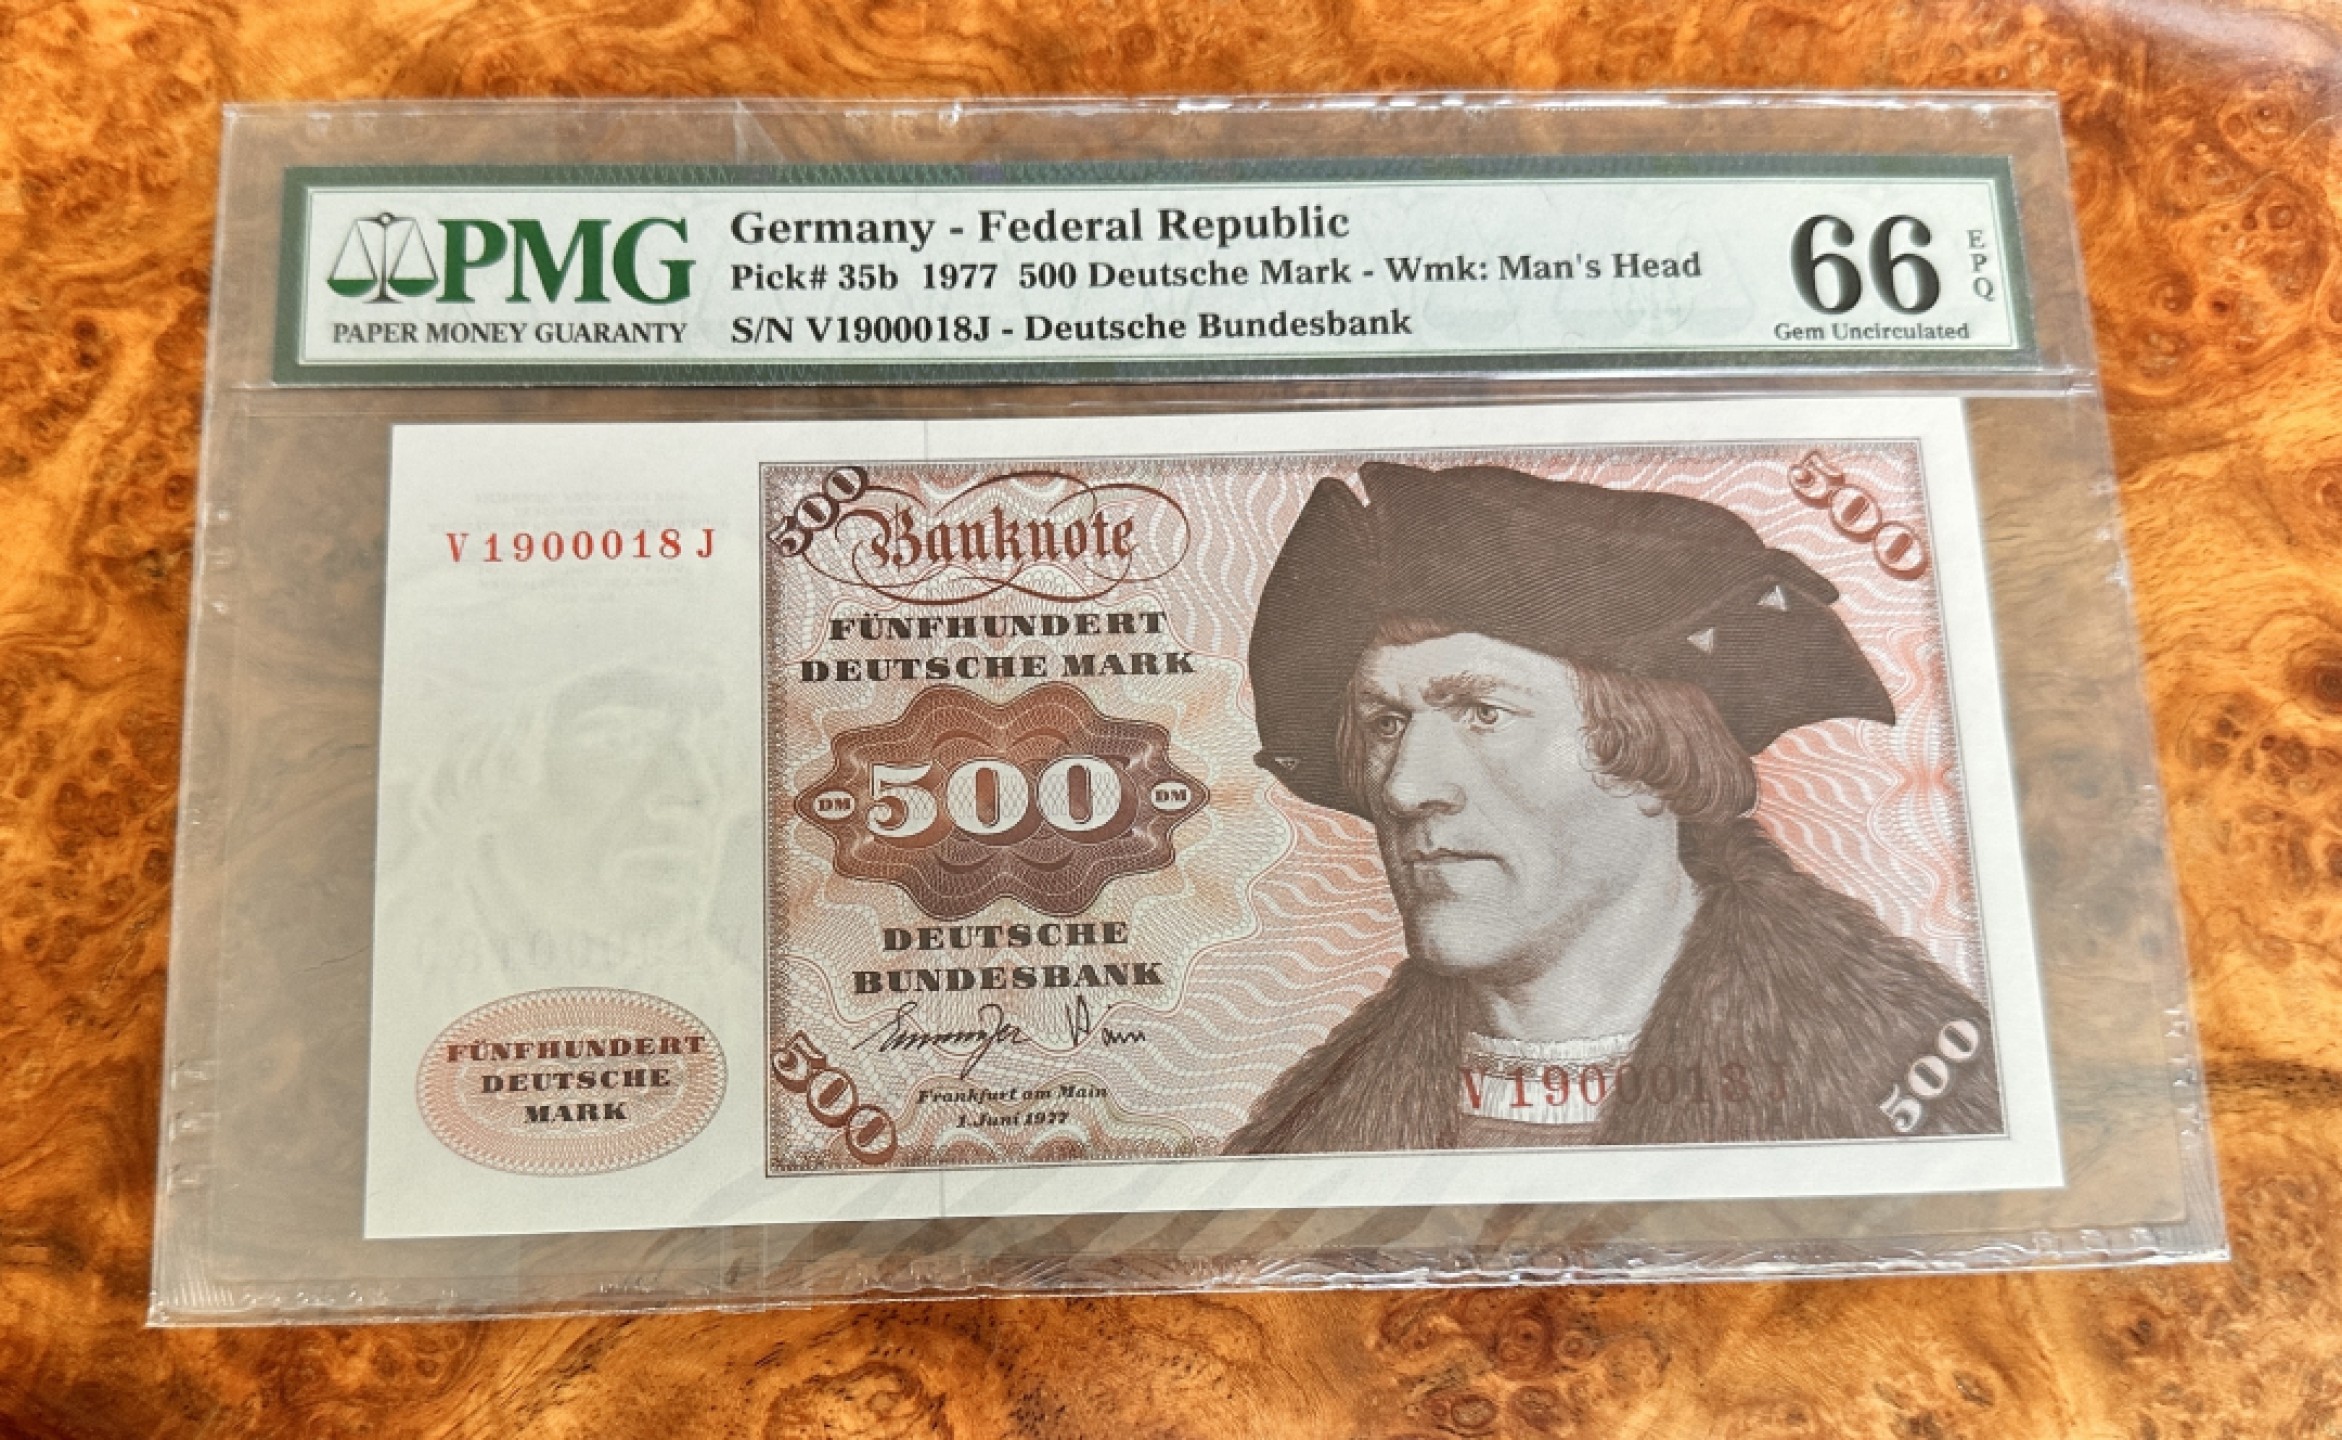 PMG
PAPER MONEY GUARANTY
Germany - Federal Republic
Pick# 35b 1977 500 Deutsche Mark - Wmk: Man's Head
S/N V1900018J - Deutsche Bundesbank
66
EPQ
Gem Uncirculated
V1900018J
500
Banknote
500
FÜNFHUNDERT
DEUTSCHE MARK
DM 500 DM
DEUTSCHE
BUNDESBANK
Frankfurt am Main
1. Juni 1977
FÜNFHUNDERT
DEUTSCHE
MARK
500
V1900018J
500